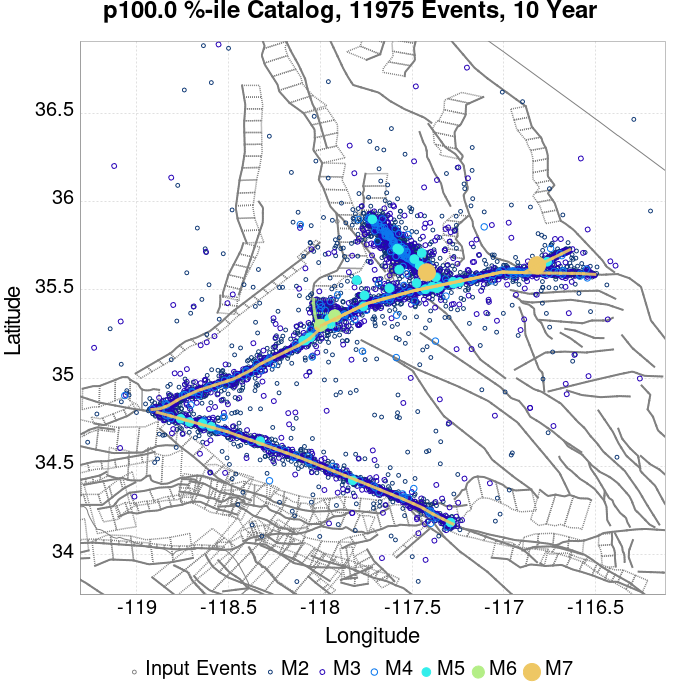 p100.0 %-ile Catalog, 11975 Events, 10 Year
36.5
36
35.5
35
34.5
34
Latitude
-119 -118.5 -118 -117.5 -117 -116.5
Longitude
Input Events M2 M3 M4 M5 M6 M7